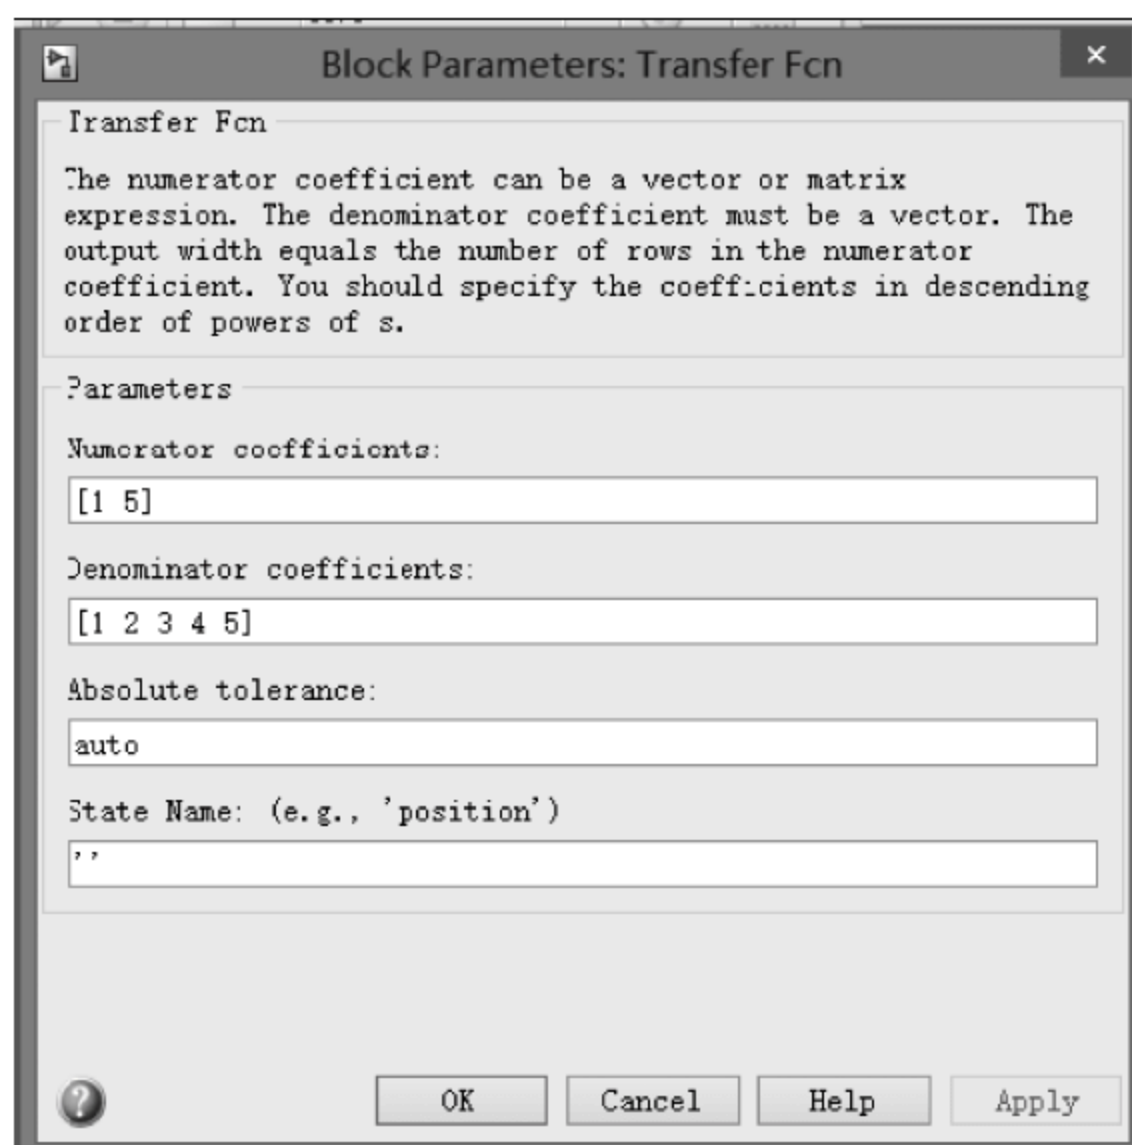 Block Parameters: Transfer Fcn
Transfer Fcn
The numerator coefficient can be a vector or matrix
expression. The denominator coefficient must be a vector. The
output width equals the number of rows in the numerator
coefficient. You should specify the coefficients in descending
order of powers of s.
Parameters
Numerator coefficients:
[1 5]
Denominator coefficients:
[1 2 3 4 5]
Absolute tolerance:
auto
State Name: (e.g., 'position')
''
OK
Cancel
Help
Apply